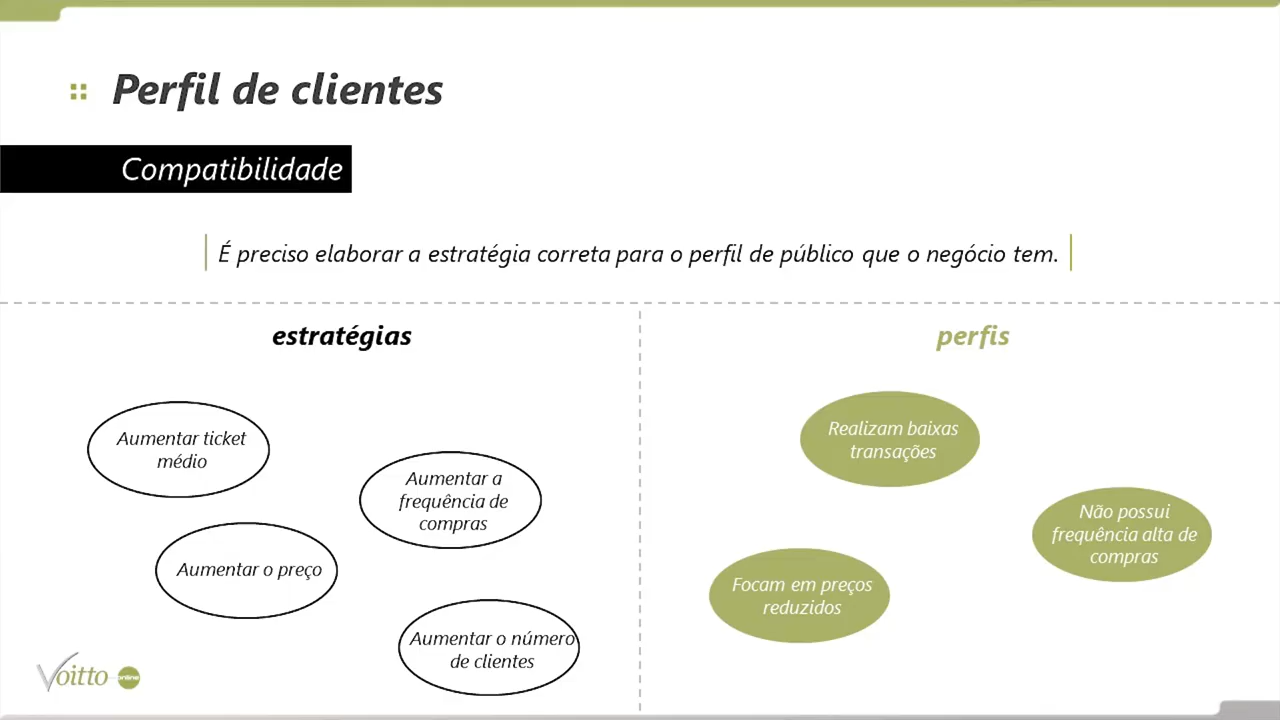 Perfil de clientes
Compatibilidade
É preciso elaborar a estratégia correta para o perfil de público que o negócio tem.
estratégias
Aumentar ticket
médio
Aumentar a
frequência de
compras
Aumentar o preço
Aumentar o número
de clientes
perfis
Realizam baixas
transações
Não possui
frequência alta de
compras
Focam em preços
reduzidos
Voitto online